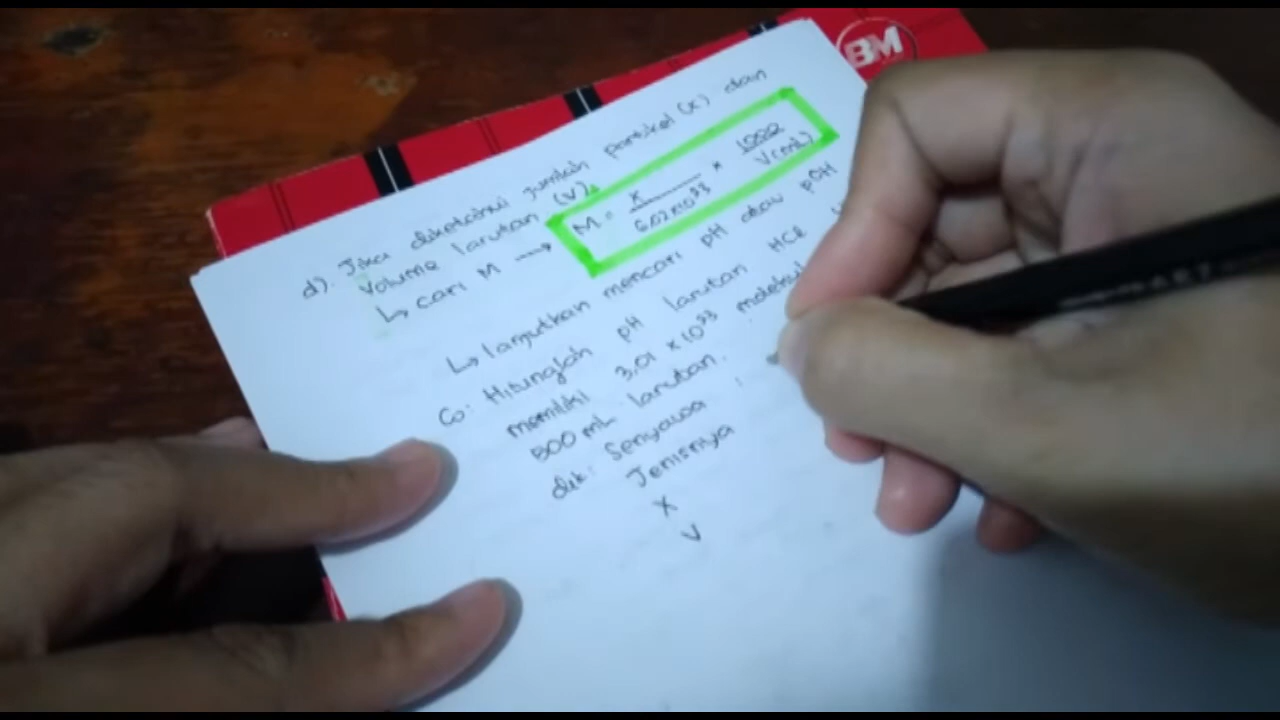 BM
d). Jika diketahui jumlah partikel (x) dan
Volume larutan (V),
↳ cari M → M = x / 6.02 x 10²³ x 1000 / V(mL)
↳ lanjutkan mencari pH atau pOH
Co: Hitunglah pH larutan HCl
memiliki 3.01 x 10²³ molekul
500 mL larutan.
dik: Senyawa :
Jenisnya
X
V